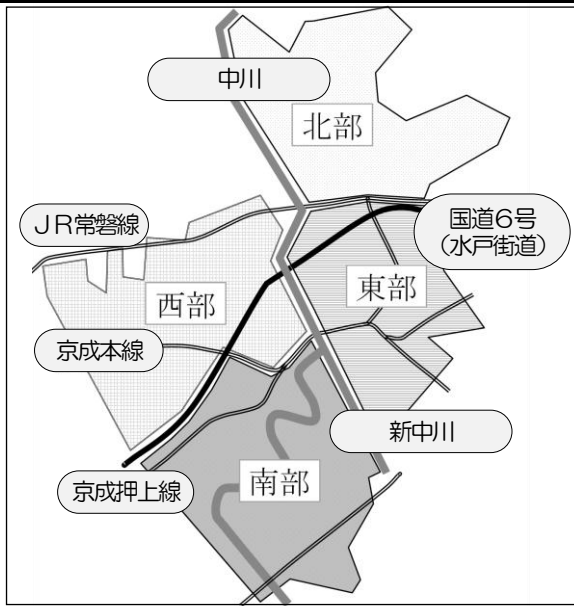 中川
北部
JR常磐線
国道6号
(水戸街道)
西部
東部
京成本線
新中川
京成押上線
南部